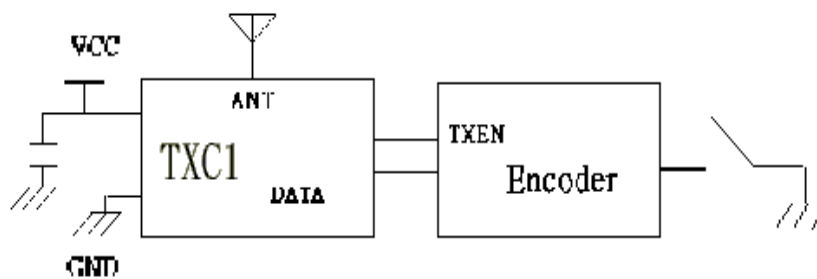 VCC
ANT
TXC1
DATA
GND
TXEN
Encoder